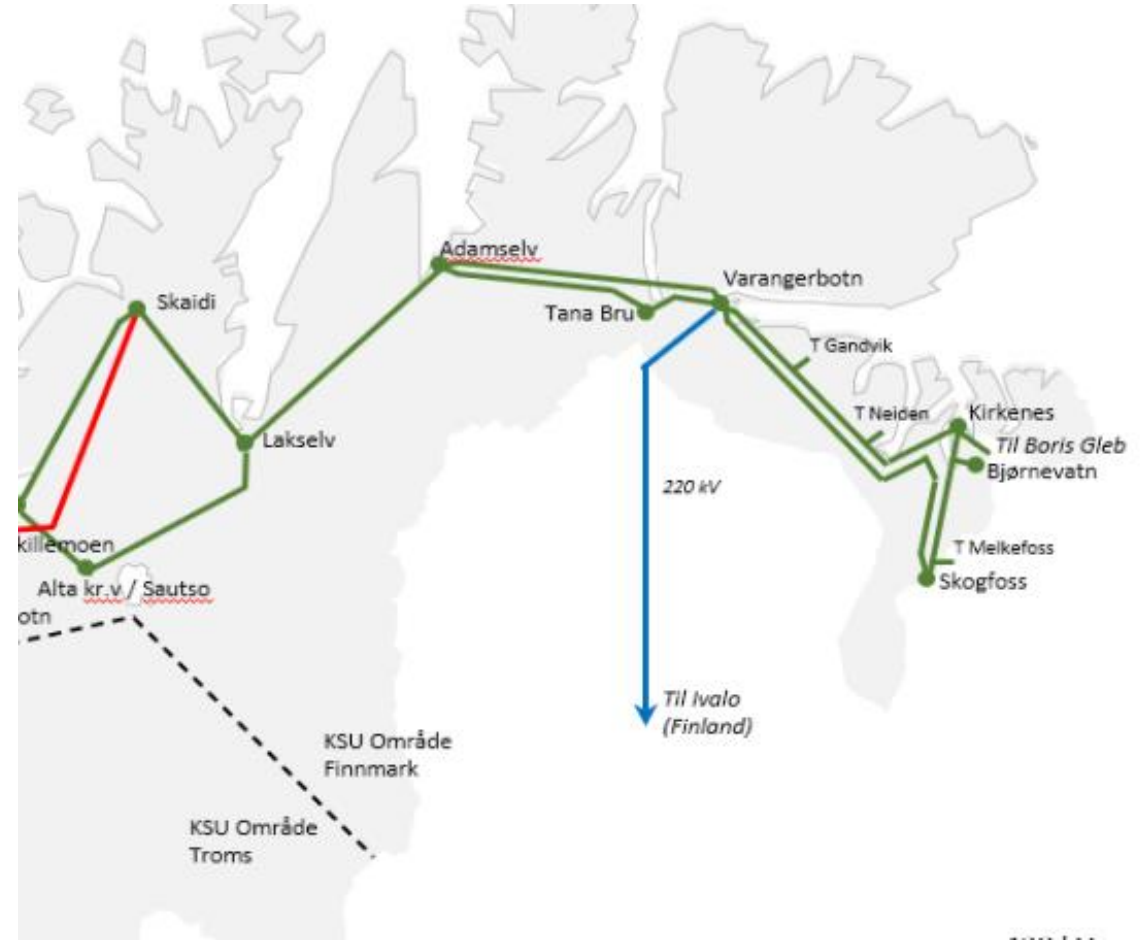 Adamselv
Varangerbotn
Skaidi
Tana Bru
T Gandvik
T Neiden
Kirkenes
Lakselv
Til Boris Gleb
Bjørnevatn
220 kV
killemoen
T Melkefoss
Alta kr.v / Sautso
Skogfoss
otn
Til Ivalo
(Finland)
KSU Område
Finnmark
KSU Område
Troms